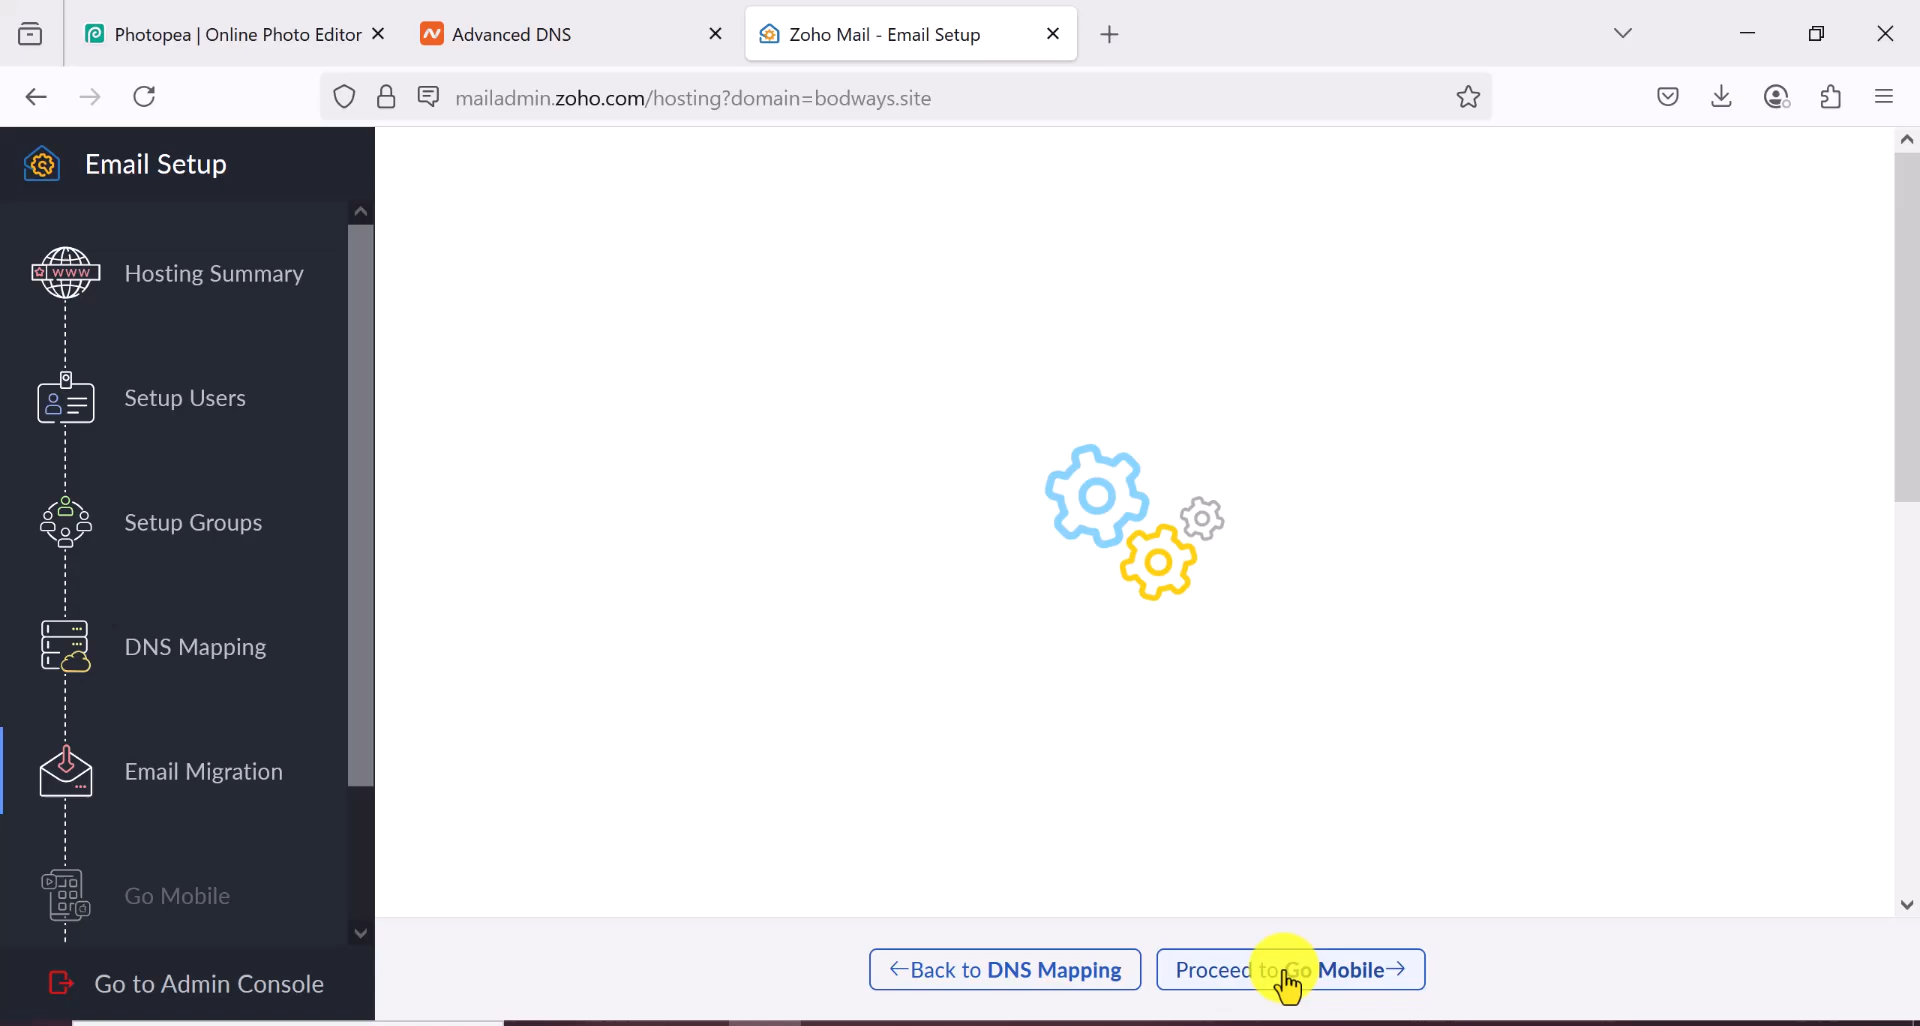 Photopea | Online Photo Editor
Advanced DNS
Zoho Mail - Email Setup
mailadmin.zoho.com/hosting?domain=bodways.site
Email Setup
www
Hosting Summary
Setup Users
Setup Groups
DNS Mapping
Email Migration
Go Mobile
Go to Admin Console
←Back to DNS Mapping
Proceed to Go Mobile→